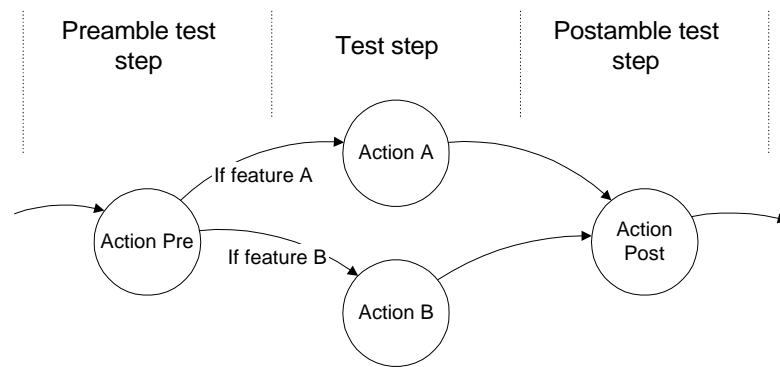 Preamble test
step
Test step
Postamble test
step
Action A
If feature A
Action Pre
Action
Post
If feature B
Action B